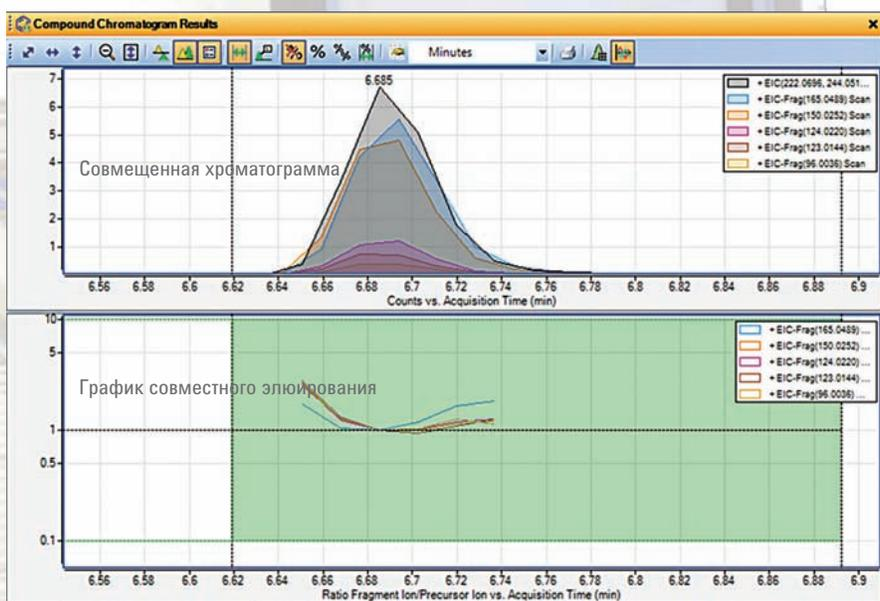 Compound Chromatogram Results
Minutes
7
6
5
4
3
2
1
6.685
Совмещенная хроматограмма
+ EIC(222.0696, 244.051...
+ EIC-Frag(165.0489) Scan
+ EIC-Frag(150.0252) Scan
+ EIC-Frag(124.0220) Scan
+ EIC-Frag(123.0144) Scan
+ EIC-Frag(96.0036) Scan
6.56 6.58 6.6 6.62 6.64 6.66 6.68 6.7 6.72 6.74 6.76 6.78 6.8 6.82 6.84 6.86 6.88 6.9
Counts vs. Acquisition Time (min)
10
5
1
0.5
0.1
График совместного элюирования
+ EIC-Frag(165.0489) ...
+ EIC-Frag(150.0252) ...
+ EIC-Frag(124.0220) ...
+ EIC-Frag(123.0144) ...
+ EIC-Frag(96.0036) ...
6.56 6.58 6.6 6.62 6.64 6.66 6.68 6.7 6.72 6.74 6.76 6.78 6.8 6.82 6.84 6.86 6.88 6.9
Ratio Fragment Ion/Precursor Ion vs. Acquisition Time (min)